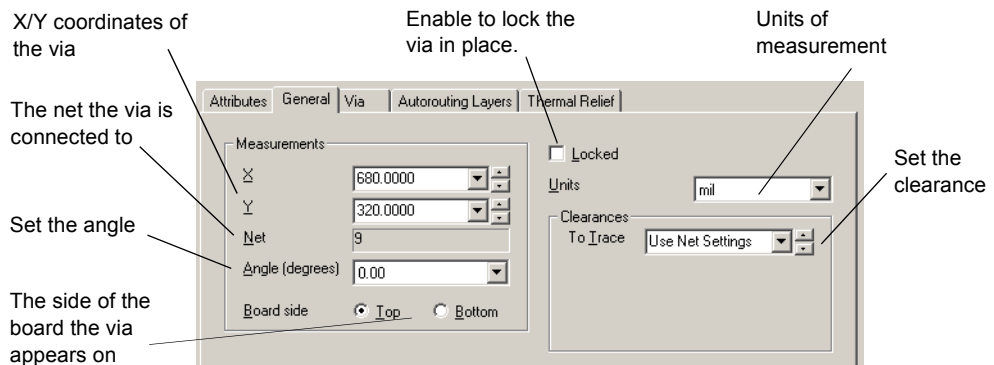 X/Y coordinates of
the via
Enable to lock the
via in place.
Units of
measurement
The net the via is
connected to
Set the angle
The side of the
board the via
appears on
Set the
clearance
Attributes General Via Autorouting Layers Thermal Relief
Measurements
X 680.0000
Y 320.0000
Net 9
Angle (degrees) 0.00
Board side Top Bottom
Locked
Units mil
Clearances
To Trace Use Net Settings